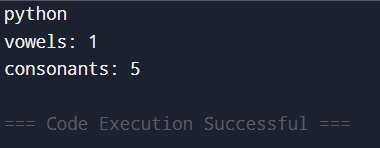 python
vowels: 1
consonants: 5
=== Code Execution Successful ===